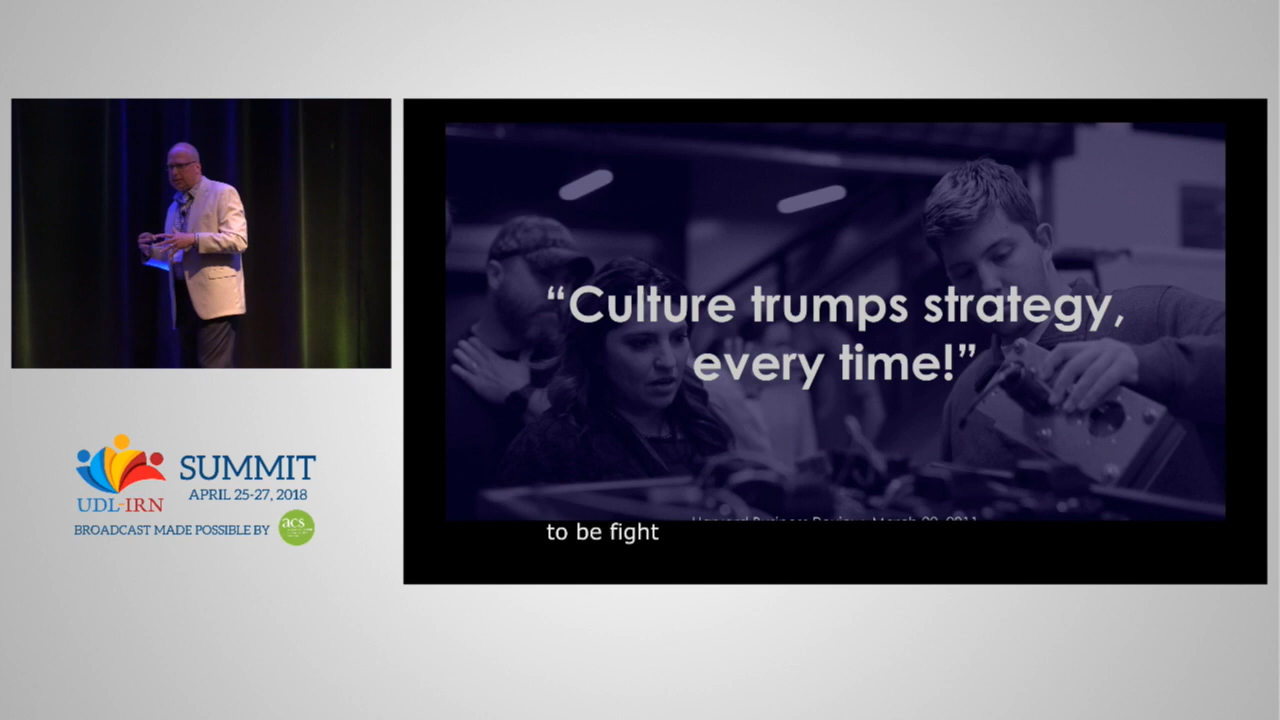 “Culture trumps strategy,
every time!”
to be fight
UDL-IRN
SUMMIT
APRIL 25-27, 2018
BROADCAST MADE POSSIBLE BY
acs